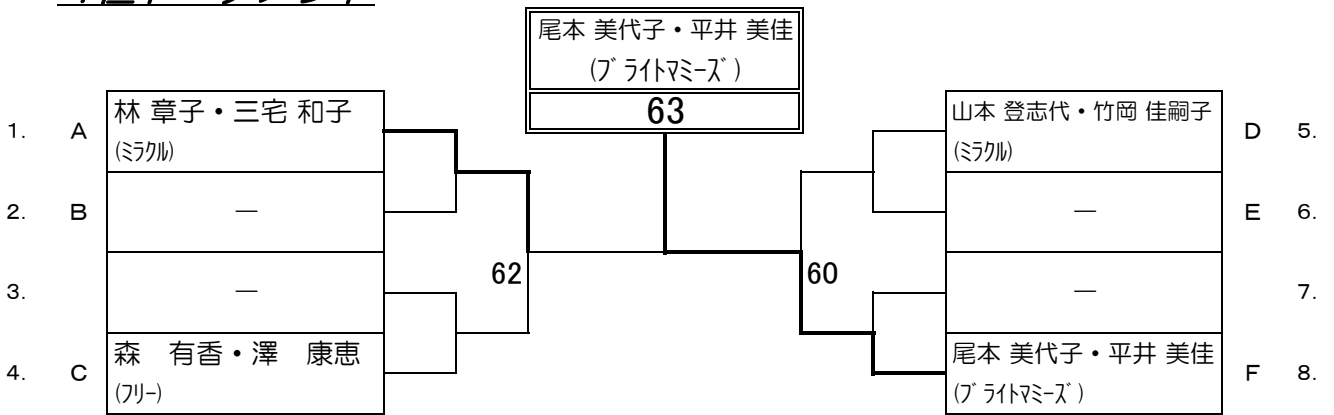 尾本 美代子・平井 美佳
(ブライトマミーズ)
63
1. A 林 章子・三宅 和子
(ミラクル)
2. B ―
3. ―
4. C 森 有香・澤 康恵
(フリー)
62
60
山本 登志代・竹岡 佳嗣子 D 5.
(ミラクル)
― E 6.
― 7.
尾本 美代子・平井 美佳 F 8.
(ブライトマミーズ)